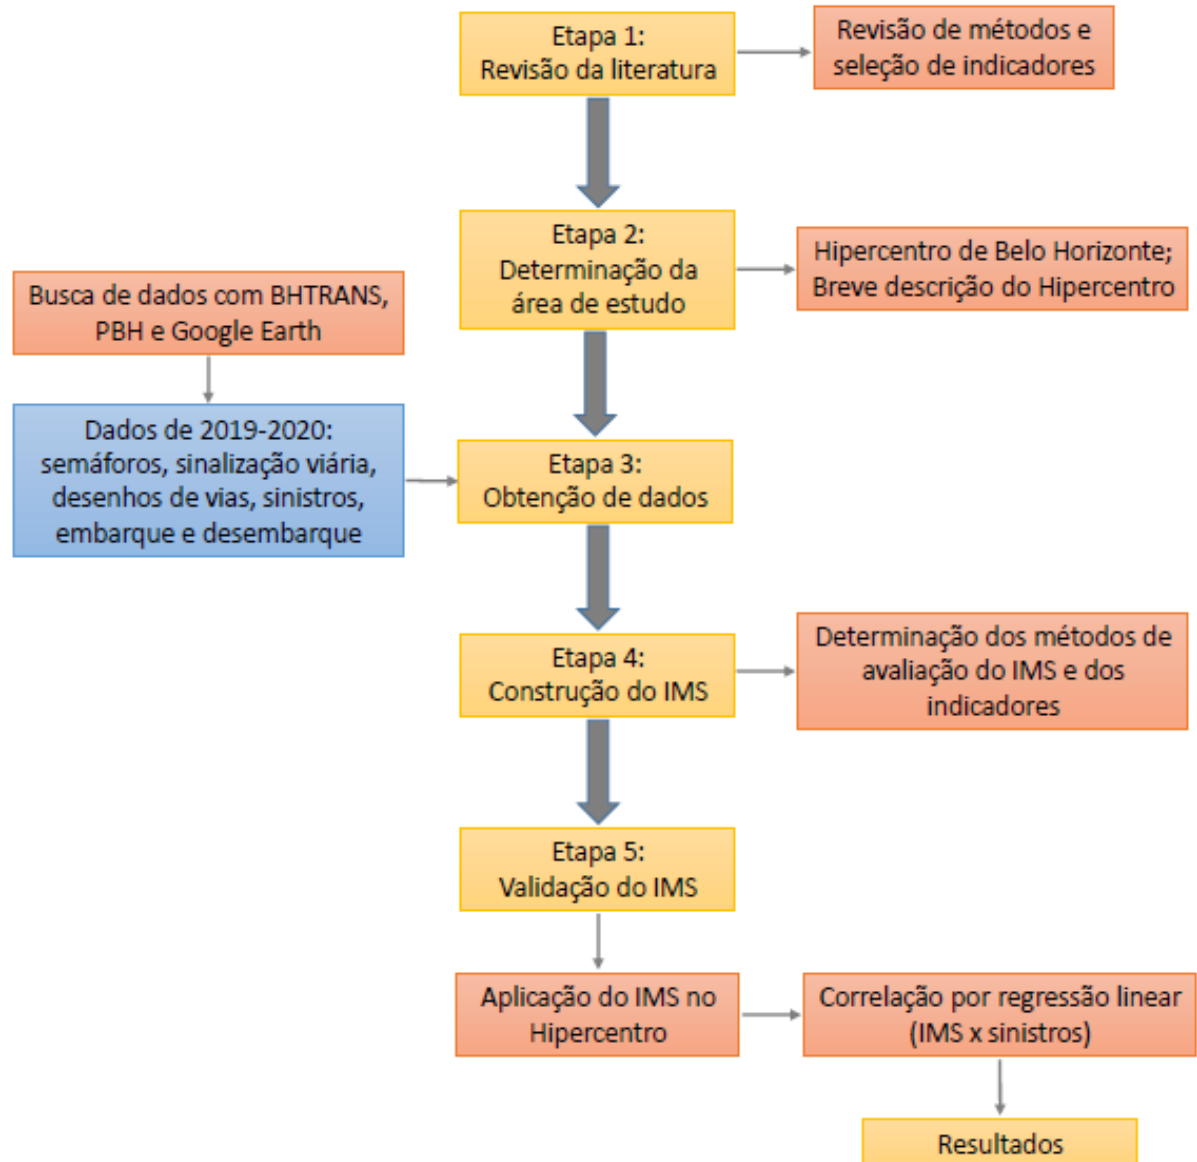 Etapa 1:
Revisão da literatura
Revisão de métodos e
seleção de indicadores
Etapa 2:
Determinação da
área de estudo
Hipercentro de Belo Horizonte;
Breve descrição do Hipercentro
Busca de dados com BHTRANS,
PBH e Google Earth
Dados de 2019-2020:
semáforos, sinalização viária,
desenhos de vias, sinistros,
embarque e desembarque
Etapa 3:
Obtenção de dados
Etapa 4:
Construção do IMS
Determinação dos métodos de
avaliação do IMS e dos
indicadores
Etapa 5:
Validação do IMS
Aplicação do IMS no
Hipercentro
Correlação por regressão linear
(IMS x sinistros)
Resultados